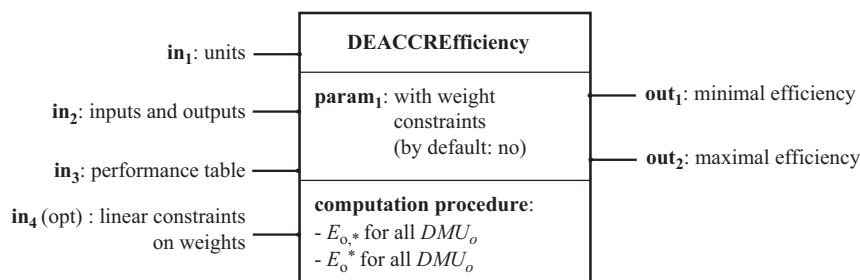 DEACCREfficiency
in₁: units
in₂: inputs and outputs
in₃: performance table
in₄ (opt) : linear constraints
on weights
param₁: with weight
constraints
(by default: no)
computation procedure:
- E₀,* for all DMUₒ
- Eₒ* for all DMUₒ
out₁: minimal efficiency
out₂: maximal efficiency